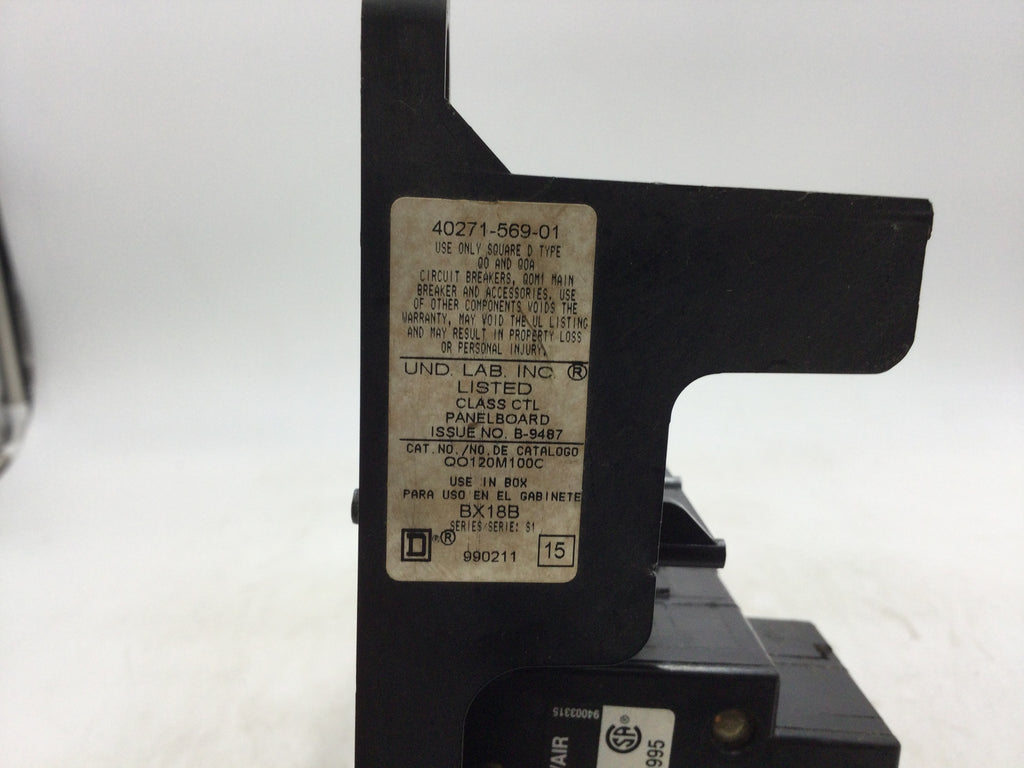 40271-569-01
USE ONLY SQUARE D TYPE
QO AND QOA
CIRCUIT BREAKERS, QOM1 MAIN
BREAKER AND ACCESSORIES. USE
OF OTHER COMPONENTS VOIDS THE
WARRANTY, MAY VOID THE UL LISTING
AND MAY RESULT IN PROPERTY LOSS
OR PERSONAL INJURY.
UND. LAB. INC. ®
LISTED
CLASS CTL
PANELBOARD
ISSUE NO. B-9487
CAT.NO./NO.DE CATALOGO
QO120M100C
USE IN BOX
PARA USO EN EL GABINETE
BX18B
SERIES/SERIE: S1
D ®
990211 15
94003315
/AIR
SA ®
995